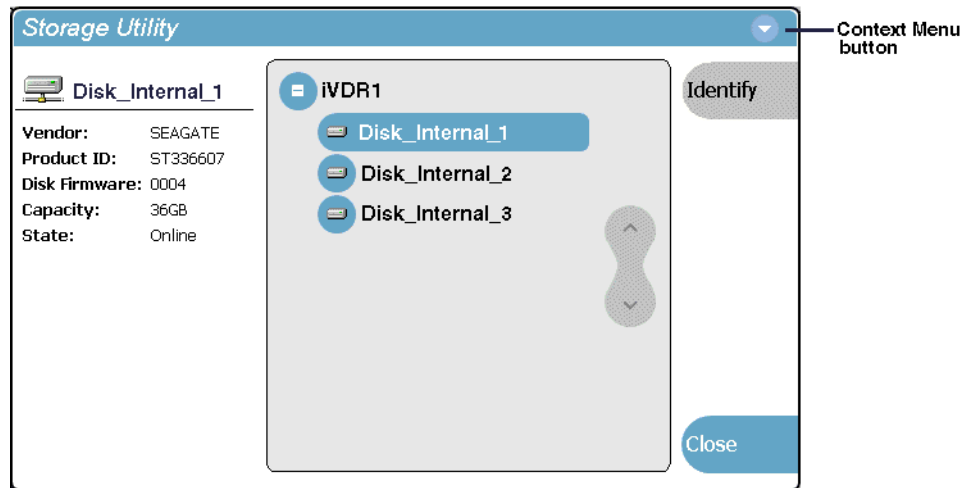 Storage Utility
Context Menu
button
Disk_Internal_1
Vendor: SEAGATE
Product ID: ST336607
Disk Firmware: 0004
Capacity: 36GB
State: Online
iVDR1
Disk_Internal_1
Disk_Internal_2
Disk_Internal_3
Identify
Close